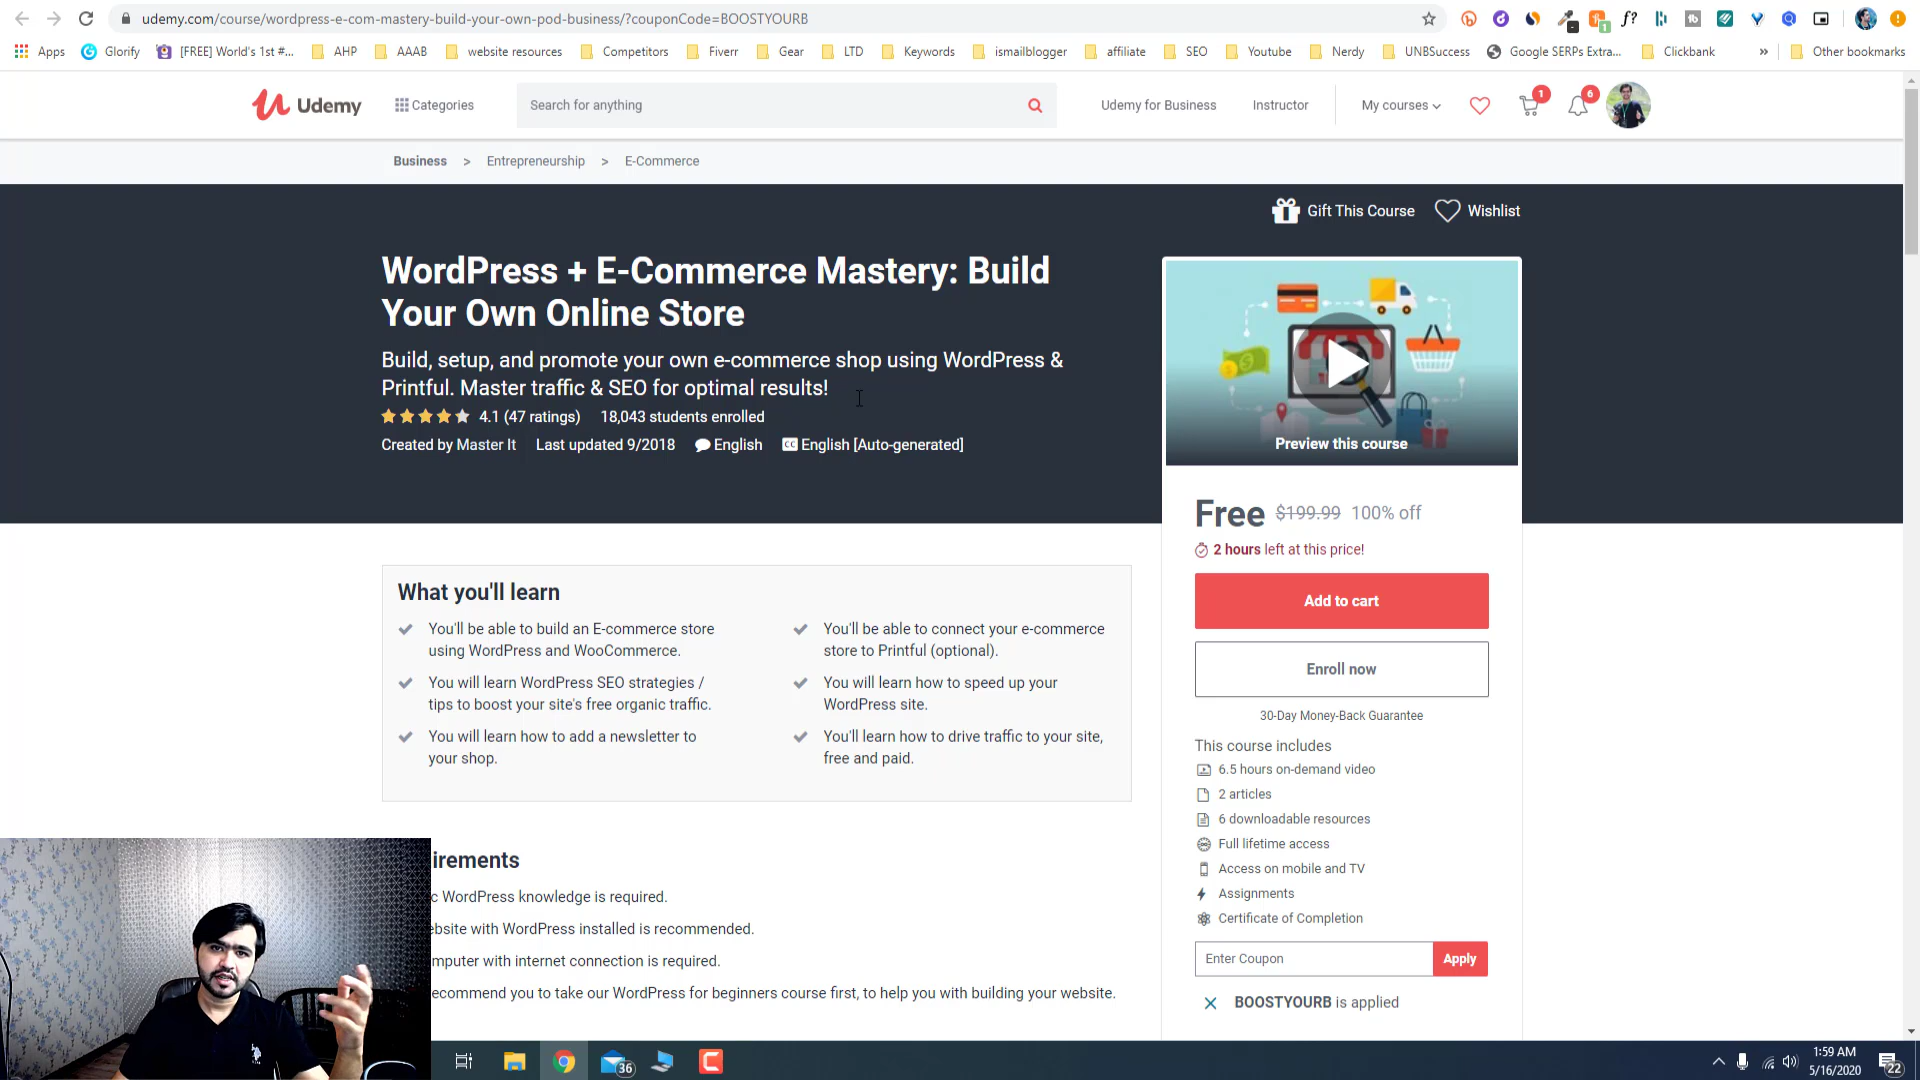 udemy.com/course/wordpress-e-com-mastery-build-your-own-pod-business/?couponCode=BOOSTYOURB
Apps
Glorify
[FREE] World's 1st #...
AHP
AAAB
website resources
Competitors
Fiverr
Gear
LTD
Keywords
ismailblogger
affiliate
SEO
Youtube
Nerdy
UNBSuccess
Google SERPs Extra...
Clickbank
»
Other bookmarks
Udemy
Categories
Search for anything
Udemy for Business
Instructor
My courses
1
6
Business > Entrepreneurship > E-Commerce
Gift This Course
Wishlist
WordPress + E-Commerce Mastery: Build
Your Own Online Store
Build, setup, and promote your own e-commerce shop using WordPress &
Printful. Master traffic & SEO for optimal results!
4.1 (47 ratings) 18,043 students enrolled
Created by Master It Last updated 9/2018 English CC English [Auto-generated]
Preview this course
Free $199.99 100% off
2 hours left at this price!
Add to cart
Enroll now
30-Day Money-Back Guarantee
This course includes
6.5 hours on-demand video
2 articles
6 downloadable resources
Full lifetime access
Access on mobile and TV
Assignments
Certificate of Completion
Enter Coupon
Apply
BOOSTYOURB is applied
What you'll learn
You'll be able to build an E-commerce store
using WordPress and WooCommerce.
You will learn WordPress SEO strategies /
tips to boost your site's free organic traffic.
You will learn how to add a newsletter to
your shop.
You'll be able to connect your e-commerce
store to Printful (optional).
You will learn how to speed up your
WordPress site.
You'll learn how to drive traffic to your site,
free and paid.
irements
c WordPress knowledge is required.
ebsite with WordPress installed is recommended.
mputer with internet connection is required.
ecommend you to take our WordPress for beginners course first, to help you with building your website.
36
1:59 AM
5/16/2020
22